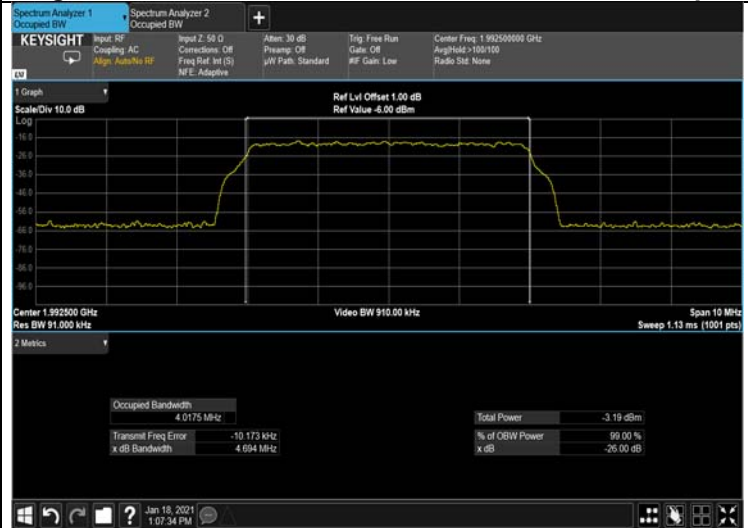 Spectrum Analyzer 1
Occupied BW
Spectrum Analyzer 2
Occupied BW
+
KEYSIGHT
Input: RF
Coupling: AC
Align: Auto/No RF
Input Z: 50 Ω
Corrections: Off
Freq Ref: Int (S)
NFE: Adaptive
Atten: 30 dB
Preamp: Off
µW Path: Standard
Trig: Free Run
Gate: Off
#IF Gain: Low
Center Freq: 1.992500000 GHz
Avg|Hold:>100/100
Radio Std: None
1 Graph
Scale/Div 10.0 dB
Ref Lvl Offset 1.00 dB
Ref Value -6.00 dBm
Log
-16.0
-26.0
-36.0
-46.0
-56.0
-66.0
-76.0
-86.0
-96.0
Center 1.992500 GHz
Video BW 910.00 kHz
Span 10 MHz
Res BW 91.000 kHz
Sweep 1.13 ms (1001 pts)
2 Metrics
Occupied Bandwidth
4.0175 MHz
Total Power -3.19 dBm
Transmit Freq Error -10.173 kHz
% of OBW Power 99.00 %
x dB Bandwidth 4.694 MHz
x dB -26.00 dB
?
Jan 18, 2021
1:07:34 PM